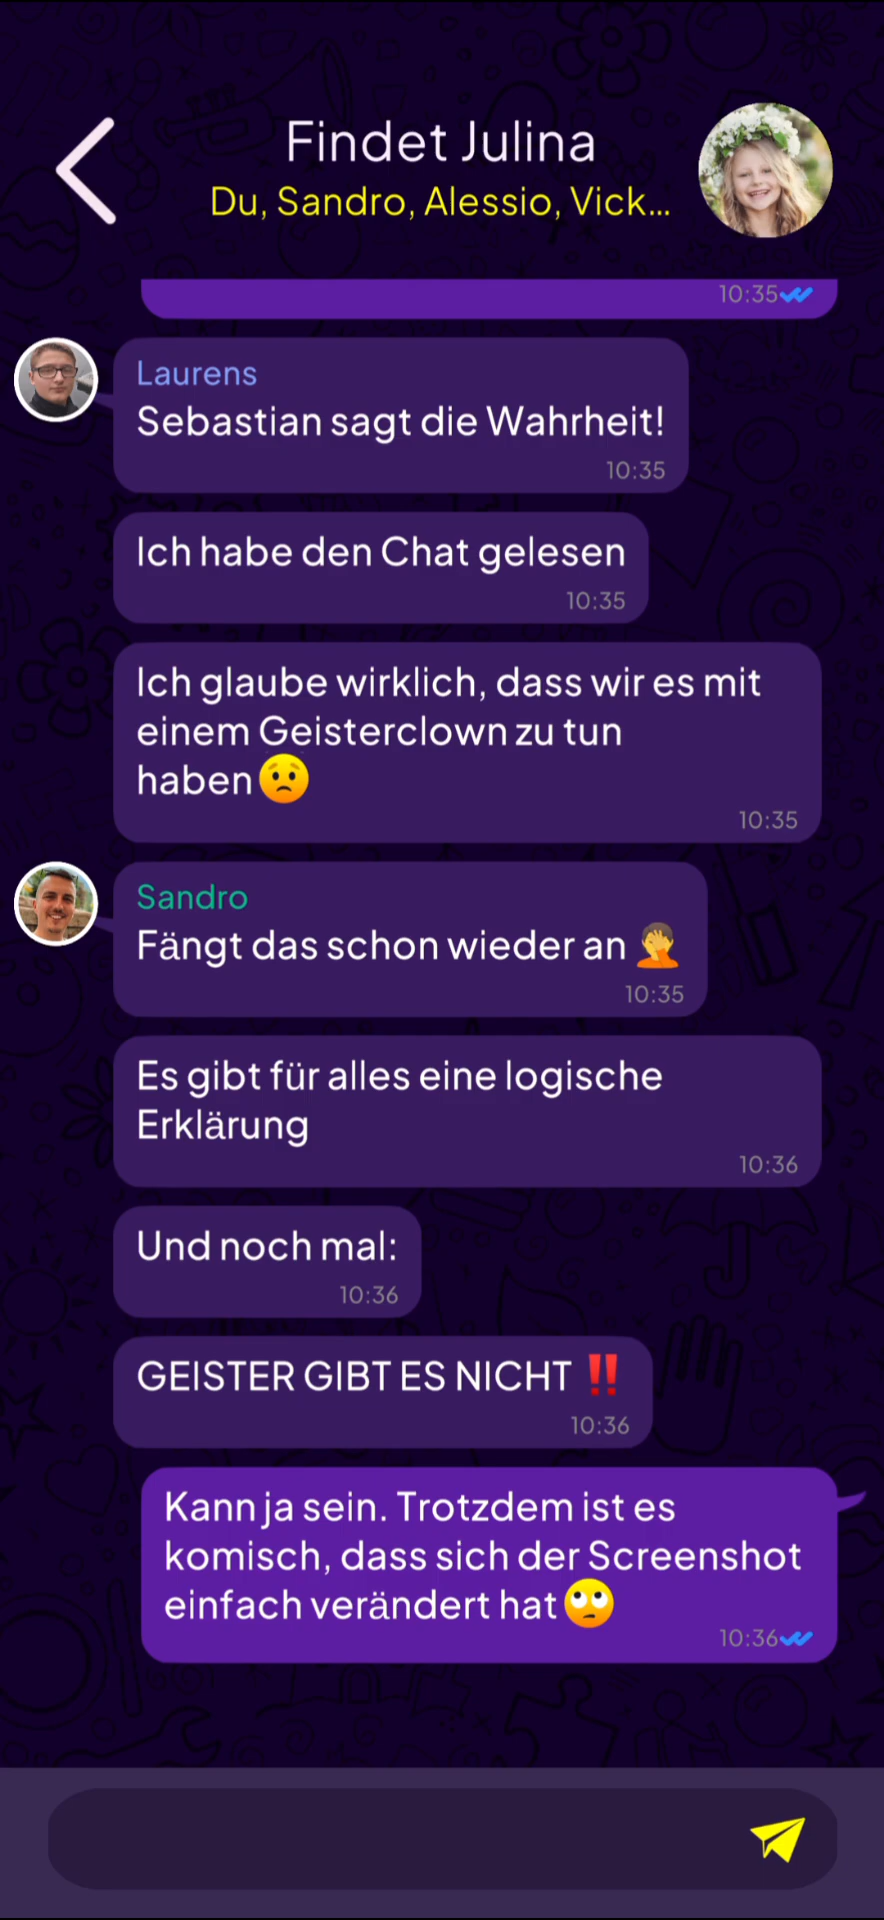 Findet Julina
Du, Sandro, Alessio, Vick...
10:35
Laurens
Sebastian sagt die Wahrheit!
10:35
Ich habe den Chat gelesen
10:35
Ich glaube wirklich, dass wir es mit
einem Geisterclown zu tun
haben😟
10:35
Sandro
Fängt das schon wieder an 🤦
10:35
Es gibt für alles eine logische
Erklärung
10:36
Und noch mal:
10:36
GEISTER GIBT ES NICHT ‼️
10:36
Kann ja sein. Trotzdem ist es
komisch, dass sich der Screenshot
einfach verändert hat🙄
10:36